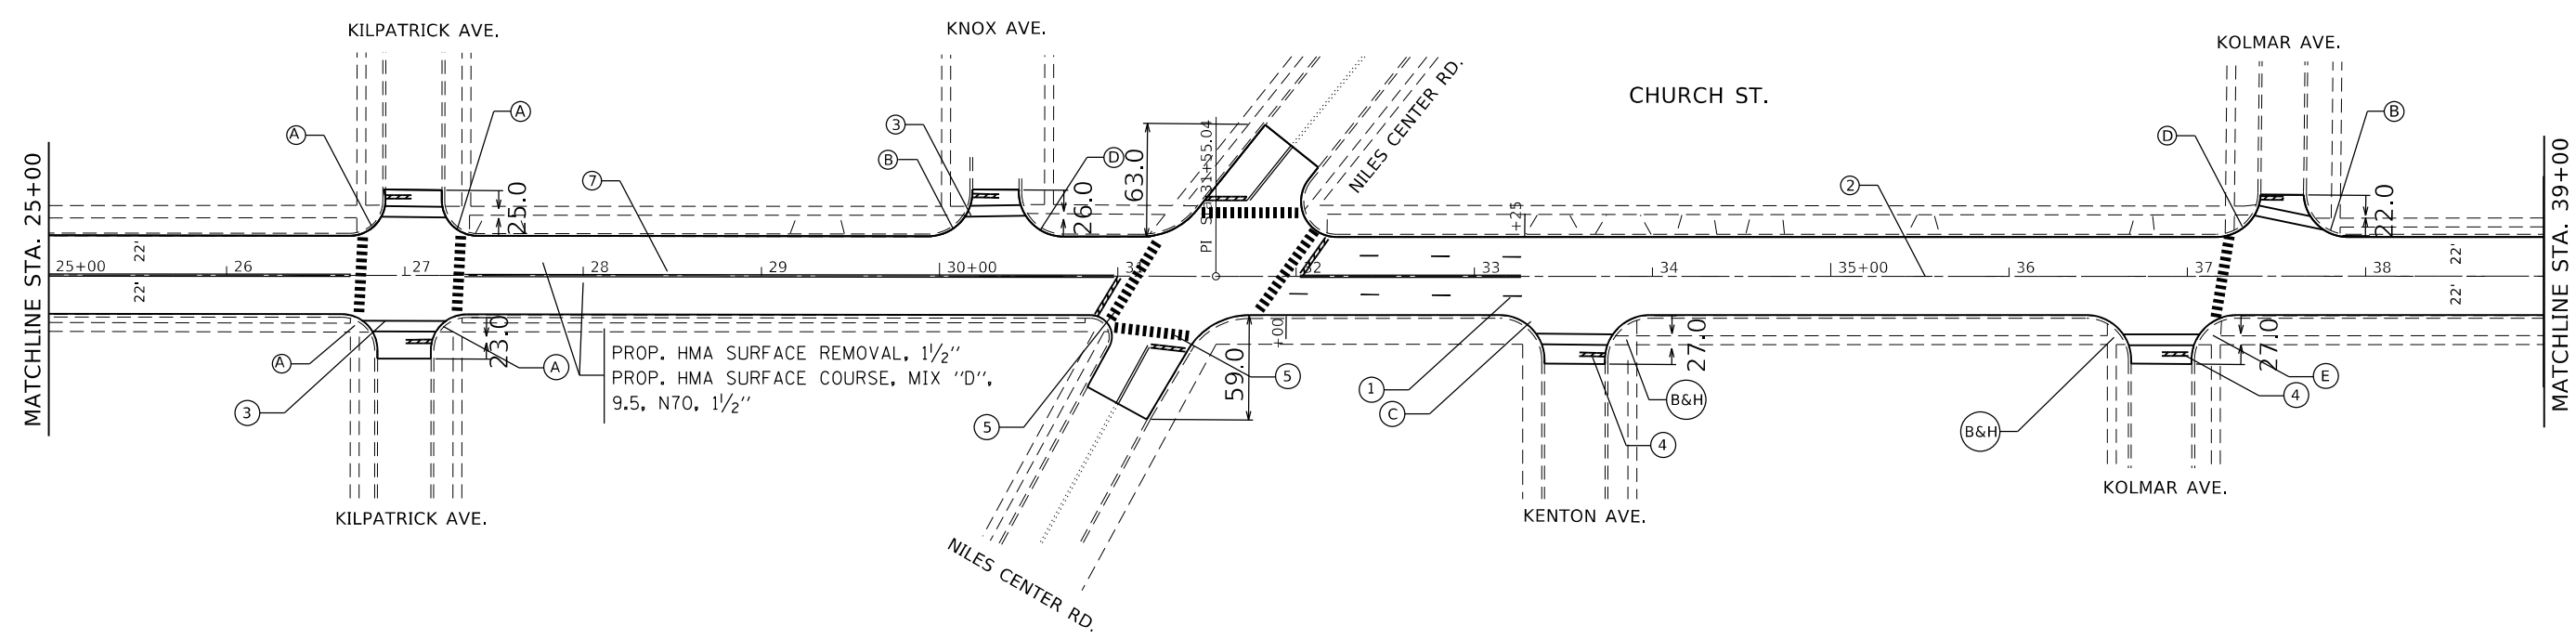 KILPATRICK AVE.
KNOX AVE.
KOLMAR AVE.
CHURCH ST.
NILES CENTER RD.
MATCHLINE STA. 25+00
MATCHLINE STA. 39+00
A
A
3
B
D
D
B
7
2
25.0
26.0
63.0
PI STA 31+55.04
+25
22.0
22'
22'
22'
22'
25+00
26
27
28
29
30+00
31
32
33
34
35+00
36
37
38
A
3
A
23.0
PROP. HMA SURFACE REMOVAL, 1½"
PROP. HMA SURFACE COURSE, MIX "D",
9.5, N70, 1½"
5
5
59.0
+00
1
C
B&H
4
27.0
B&H
27.0
E
4
KILPATRICK AVE.
NILES CENTER RD.
KENTON AVE.
KOLMAR AVE.